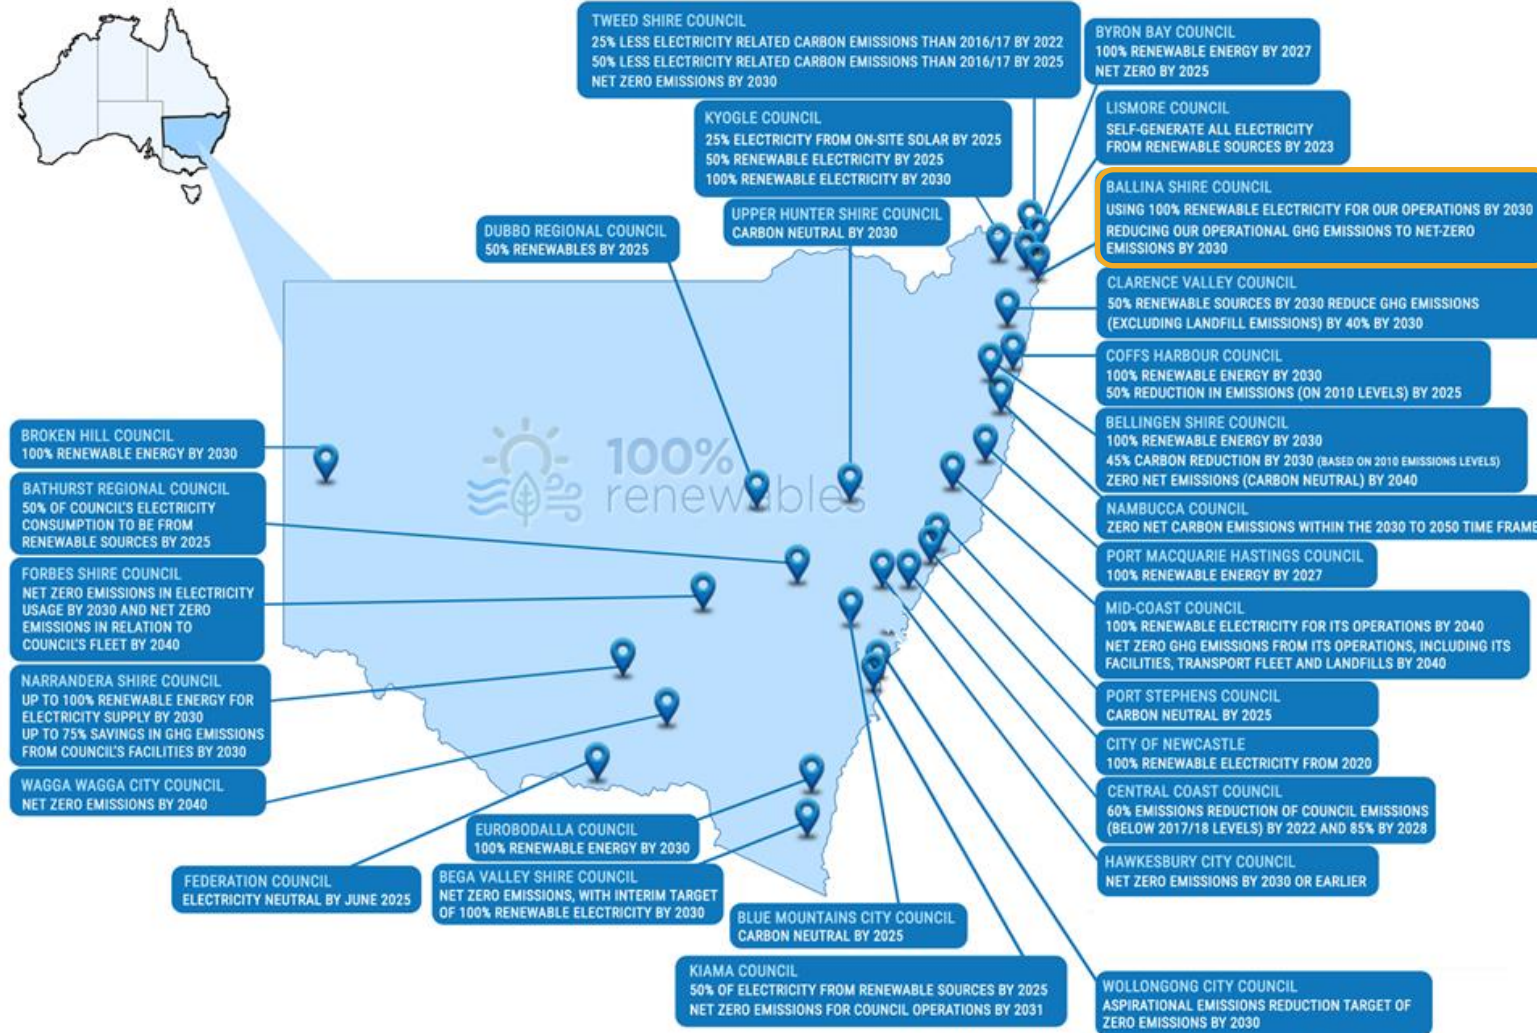 TWEED SHIRE COUNCIL
25% LESS ELECTRICITY RELATED CARBON EMISSIONS THAN 2016/17 BY 2022
50% LESS ELECTRICITY RELATED CARBON EMISSIONS THAN 2016/17 BY 2025
NET ZERO EMISSIONS BY 2030
BYRON BAY COUNCIL
100% RENEWABLE ENERGY BY 2027
NET ZERO BY 2025
KYOGLE COUNCIL
25% ELECTRICITY FROM ON-SITE SOLAR BY 2025
50% RENEWABLE ELECTRICITY BY 2025
100% RENEWABLE ELECTRICITY BY 2030
LISMORE COUNCIL
SELF-GENERATE ALL ELECTRICITY
FROM RENEWABLE SOURCES BY 2023
BALLINA SHIRE COUNCIL
USING 100% RENEWABLE ELECTRICITY FOR OUR OPERATIONS BY 2030
REDUCING OUR OPERATIONAL GHG EMISSIONS TO NET-ZERO
EMISSIONS BY 2030
UPPER HUNTER SHIRE COUNCIL
CARBON NEUTRAL BY 2030
DUBBO REGIONAL COUNCIL
50% RENEWABLES BY 2025
CLARENCE VALLEY COUNCIL
50% RENEWABLE SOURCES BY 2030 REDUCE GHG EMISSIONS
(EXCLUDING LANDFILL EMISSIONS) BY 40% BY 2030
COFFS HARBOUR COUNCIL
100% RENEWABLE ENERGY BY 2030
50% REDUCTION IN EMISSIONS (ON 2010 LEVELS) BY 2025
BELLINGEN SHIRE COUNCIL
100% RENEWABLE ENERGY BY 2030
45% CARBON REDUCTION BY 2030 (BASED ON 2010 EMISSIONS LEVELS)
ZERO NET EMISSIONS (CARBON NEUTRAL) BY 2040
NAMBUCCA COUNCIL
ZERO NET CARBON EMISSIONS WITHIN THE 2030 TO 2050 TIME FRAME
PORT MACQUARIE HASTINGS COUNCIL
100% RENEWABLE ENERGY BY 2027
MID-COAST COUNCIL
100% RENEWABLE ELECTRICITY FOR ITS OPERATIONS BY 2040
NET ZERO GHG EMISSIONS FROM ITS OPERATIONS, INCLUDING ITS
FACILITIES, TRANSPORT FLEET AND LANDFILLS BY 2040
PORT STEPHENS COUNCIL
CARBON NEUTRAL BY 2025
CITY OF NEWCASTLE
100% RENEWABLE ELECTRICITY FROM 2020
CENTRAL COAST COUNCIL
60% EMISSIONS REDUCTION OF COUNCIL EMISSIONS
(BELOW 2017/18 LEVELS) BY 2022 AND 85% BY 2028
HAWKESBURY CITY COUNCIL
NET ZERO EMISSIONS BY 2030 OR EARLIER
WOLLONGONG CITY COUNCIL
ASPIRATIONAL EMISSIONS REDUCTION TARGET OF
ZERO EMISSIONS BY 2030
100%
renewables
BROKEN HILL COUNCIL
100% RENEWABLE ENERGY BY 2030
BATHURST REGIONAL COUNCIL
50% OF COUNCIL'S ELECTRICITY
CONSUMPTION TO BE FROM
RENEWABLE SOURCES BY 2025
FORBES SHIRE COUNCIL
NET ZERO EMISSIONS IN ELECTRICITY
USAGE BY 2030 AND NET ZERO
EMISSIONS IN RELATION TO
COUNCIL'S FLEET BY 2040
NARRANDERA SHIRE COUNCIL
UP TO 100% RENEWABLE ENERGY FOR
ELECTRICITY SUPPLY BY 2030
UP TO 75% SAVINGS IN GHG EMISSIONS
FROM COUNCIL'S FACILITIES BY 2030
WAGGA WAGGA CITY COUNCIL
NET ZERO EMISSIONS BY 2040
FEDERATION COUNCIL
ELECTRICITY NEUTRAL BY JUNE 2025
EUROBODALLA COUNCIL
100% RENEWABLE ENERGY BY 2030
BEGA VALLEY SHIRE COUNCIL
NET ZERO EMISSIONS, WITH INTERIM TARGET
OF 100% RENEWABLE ELECTRICITY BY 2030
BLUE MOUNTAINS CITY COUNCIL
CARBON NEUTRAL BY 2025
KIAMA COUNCIL
50% OF ELECTRICITY FROM RENEWABLE SOURCES BY 2025
NET ZERO EMISSIONS FOR COUNCIL OPERATIONS BY 2031